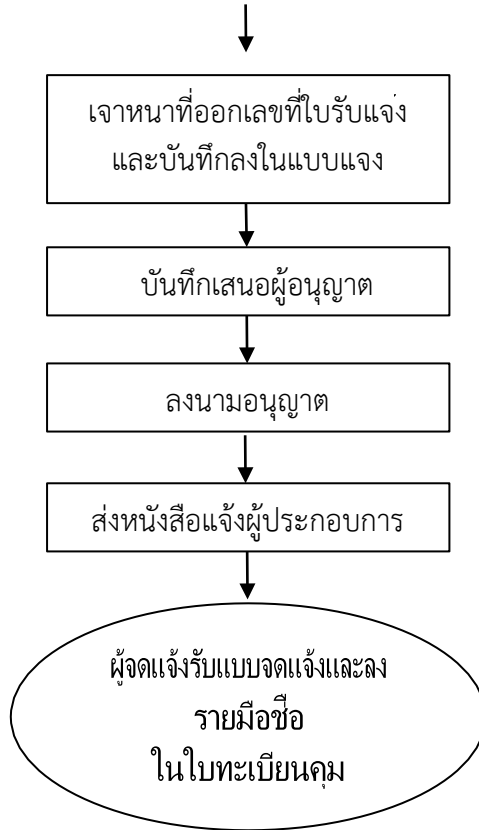 เจาหนาที่ออกเลขที่ใบรับแจ่ง
และบันทึกลงในแบบแจง
บันทึกเสนอผู้อนุญาต
ลงนามอนุญาต
ส่งหนังสือแจ้งผู้ประกอบการ
ผู้จดแจ้งรับแบบจดแจ้งและลง
รายมือชื่อ
ในใบทะเบียนคุม